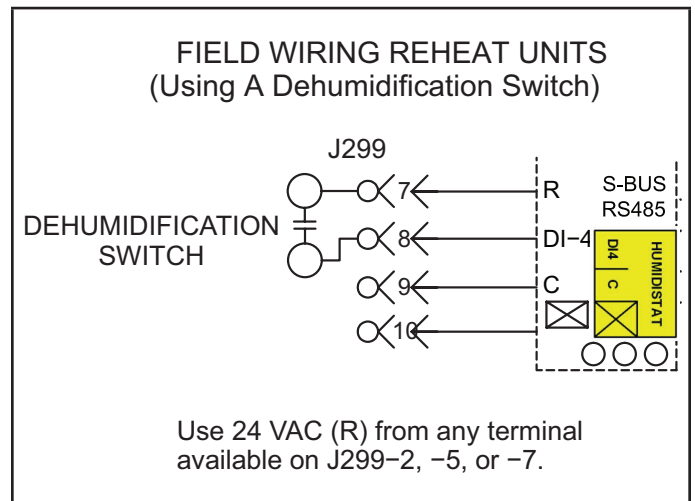 FIELD WIRING REHEAT UNITS
(Using A Dehumidification Switch)
J299
DEHUMIDIFICATION
SWITCH
7
8
9
10
R
DI−4
C
S-BUS
RS485
DI4
C
HUMIDISTAT
Use 24 VAC (R) from any terminal
available on J299−2, −5, or −7.